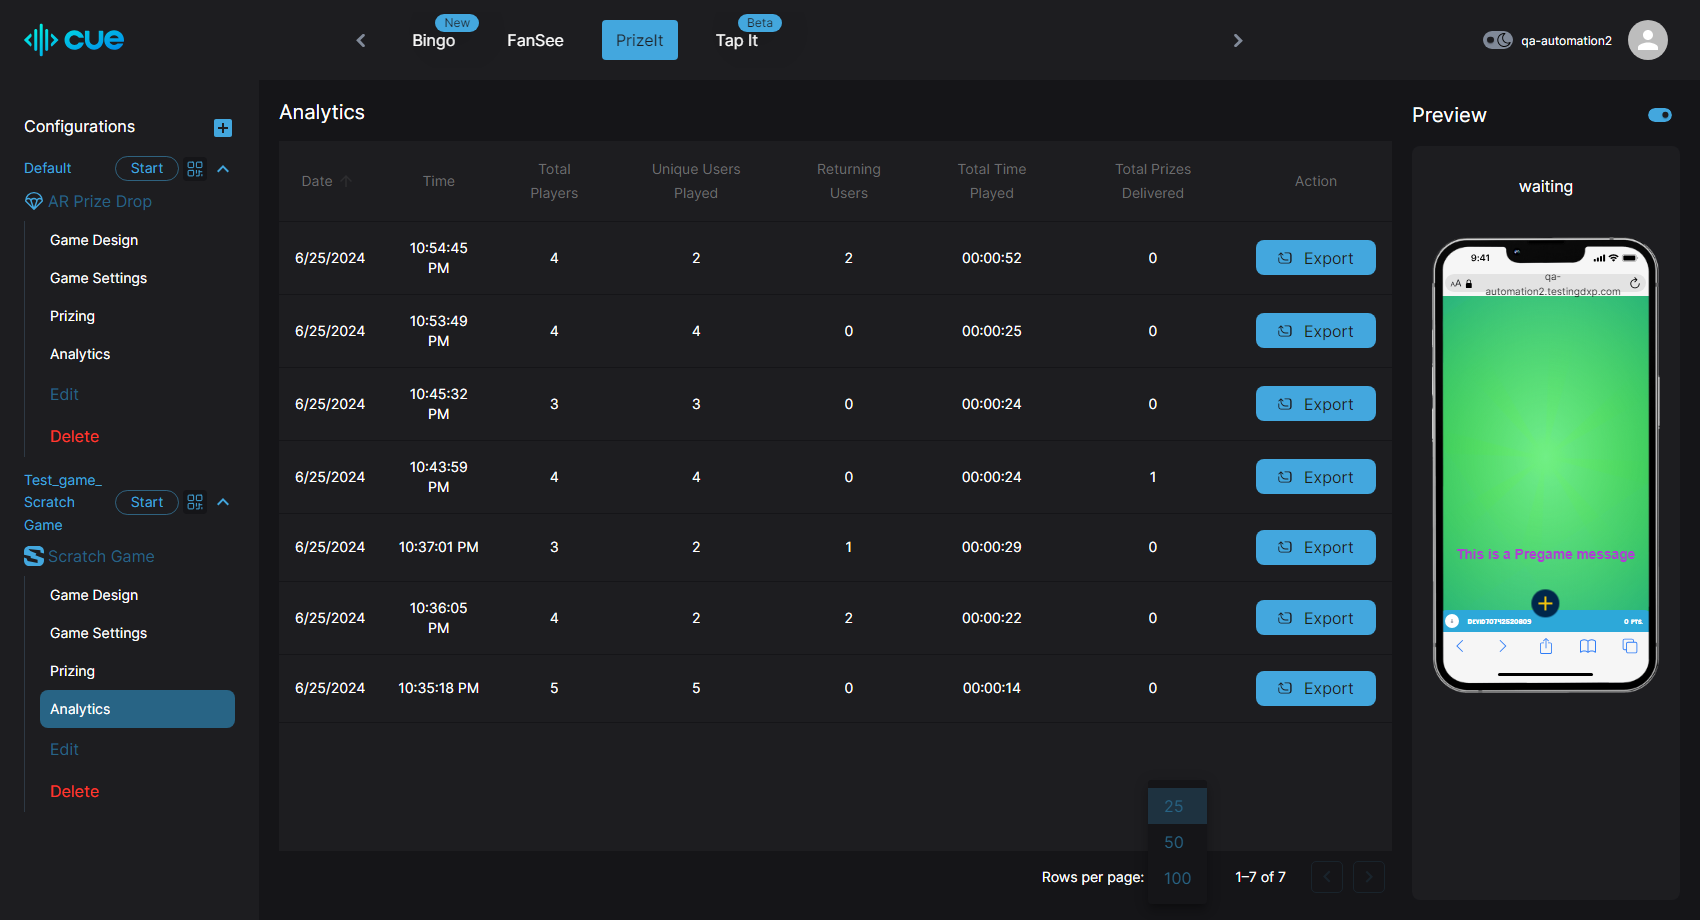 cue
Bingo
New
FanSee
PrizeIt
Tap It
Beta
qa-automation2
Configurations
Default
Start
AR Prize Drop
Game Design
Game Settings
Prizing
Analytics
Edit
Delete
Test_game_
Scratch
Game
Start
Scratch Game
Game Design
Game Settings
Prizing
Analytics
Edit
Delete
Analytics
Date
Time
Total
Players
Unique Users
Played
Returning
Users
Total Time
Played
Total Prizes
Delivered
Action
6/25/2024
10:54:45
PM
4
2
2
00:00:52
0
Export
6/25/2024
10:53:49
PM
4
4
0
00:00:25
0
Export
6/25/2024
10:45:32
PM
3
3
0
00:00:24
0
Export
6/25/2024
10:43:59
PM
4
4
0
00:00:24
1
Export
6/25/2024
10:37:01 PM
3
2
1
00:00:29
0
Export
6/25/2024
10:36:05
PM
4
2
2
00:00:22
0
Export
6/25/2024
10:35:18 PM
5
5
0
00:00:14
0
Export
Rows per page:
25
50
100
1–7 of 7
Preview
waiting
9:41
AA
qa-
automation2.testingdxp.com
This is a Pregame message
0 PTS.